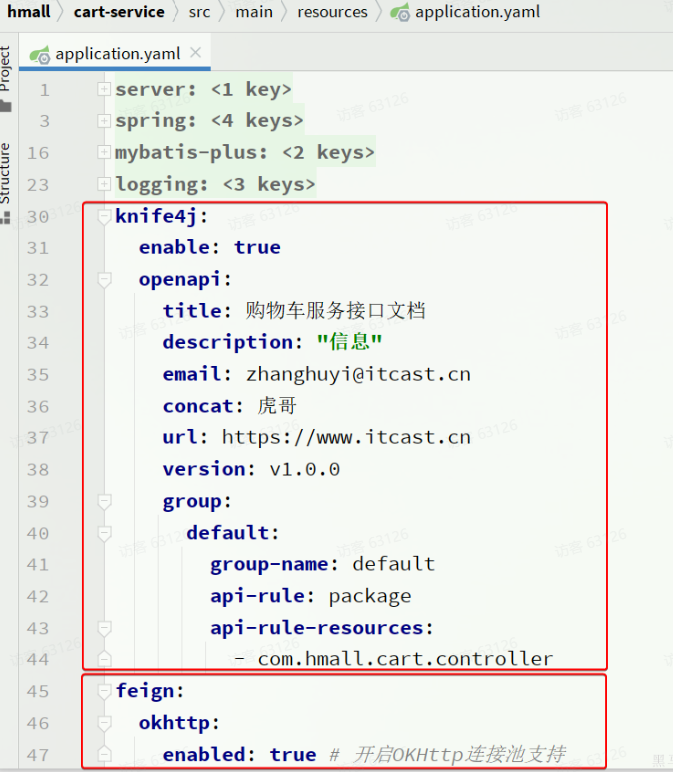 hmall cart-service src main resources application.yaml
Project
Structure
application.yaml
1 server: <1 key>
3 spring: <4 keys>
16 mybatis-plus: <2 keys>
23 logging: <3 keys>
30 knife4j:
31 enable: true
32 openapi:
33 title: 购物车服务接口文档
34 description: "信息"
35 email: zhanghuyi@itcast.cn
36 concat: 虎哥
37 url: https://www.itcast.cn
38 version: v1.0.0
39 group:
40 default:
41 group-name: default
42 api-rule: package
43 api-rule-resources:
44 - com.hmall.cart.controller
45 feign:
46 okhttp:
47 enabled: true # 开启OKHttp连接池支持
访客 63126